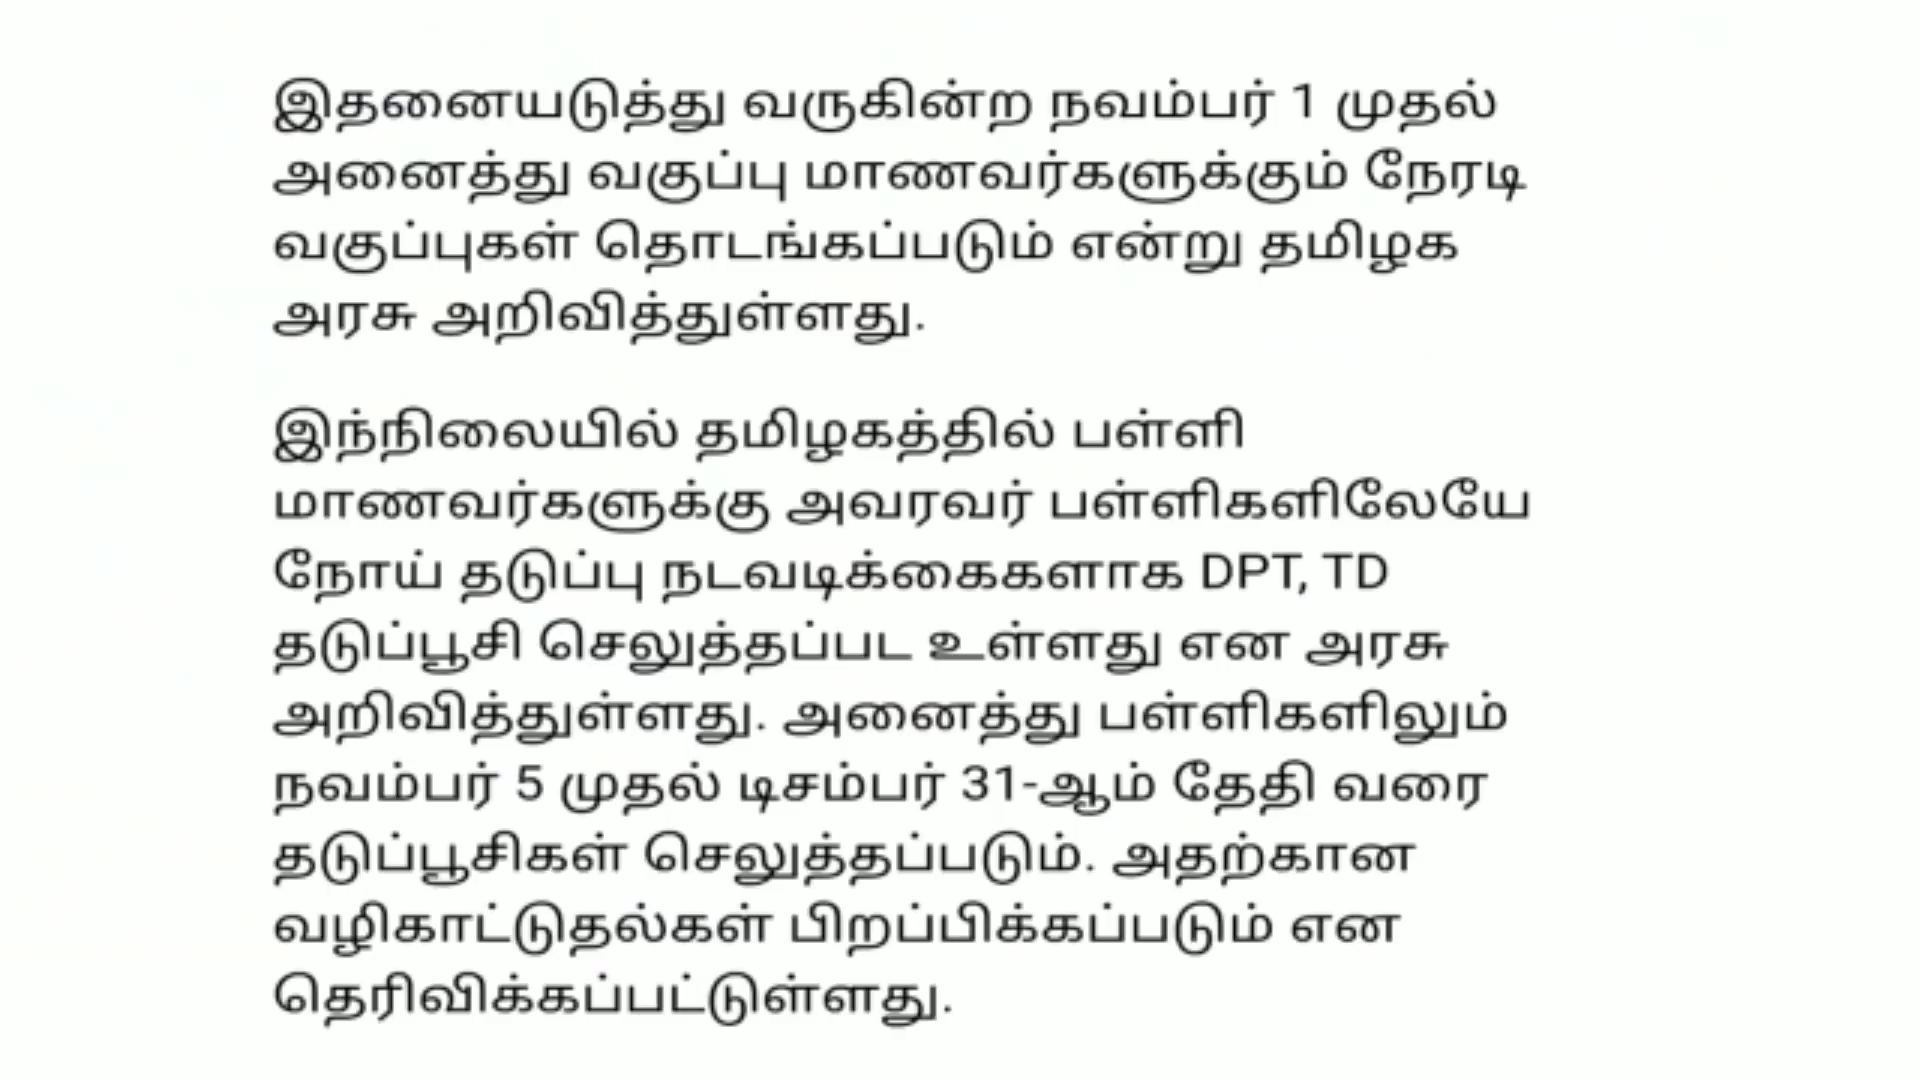 இதனையடுத்து வருகின்ற நவம்பர் 1 முதல்
அனைத்து வகுப்பு மாணவர்களுக்கும் நேரடி
வகுப்புகள் தொடங்கப்படும் என்று தமிழக
அரசு அறிவித்துள்ளது.
இந்நிலையில் தமிழகத்தில் பள்ளி
மாணவர்களுக்கு அவரவர் பள்ளிகளிலேயே
நோய் தடுப்பு நடவடிக்கைகளாக DPT, TD
தடுப்பூசி செலுத்தப்பட உள்ளது என அரசு
அறிவித்துள்ளது. அனைத்து பள்ளிகளிலும்
நவம்பர் 5 முதல் டிசம்பர் 31-ஆம் தேதி வரை
தடுப்பூசிகள் செலுத்தப்படும். அதற்கான
வழிகாட்டுதல்கள் பிறப்பிக்கப்படும் என
தெரிவிக்கப்பட்டுள்ளது.